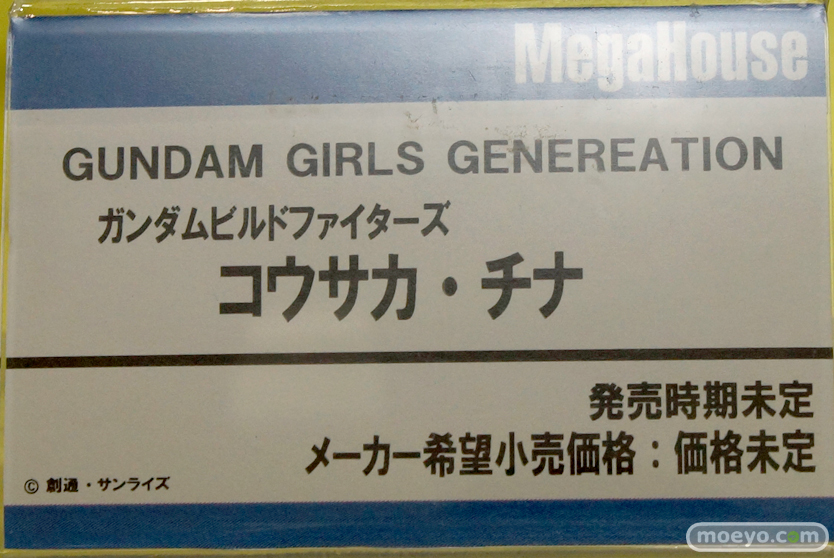 MegaHouse
GUNDAM GIRLS GENEREATION
ガンダムビルドファイターズ
コウサカ・チナ
発売時期未定
メーカー希望小売価格：価格未定
© 創通・サンライズ
moeyo.com